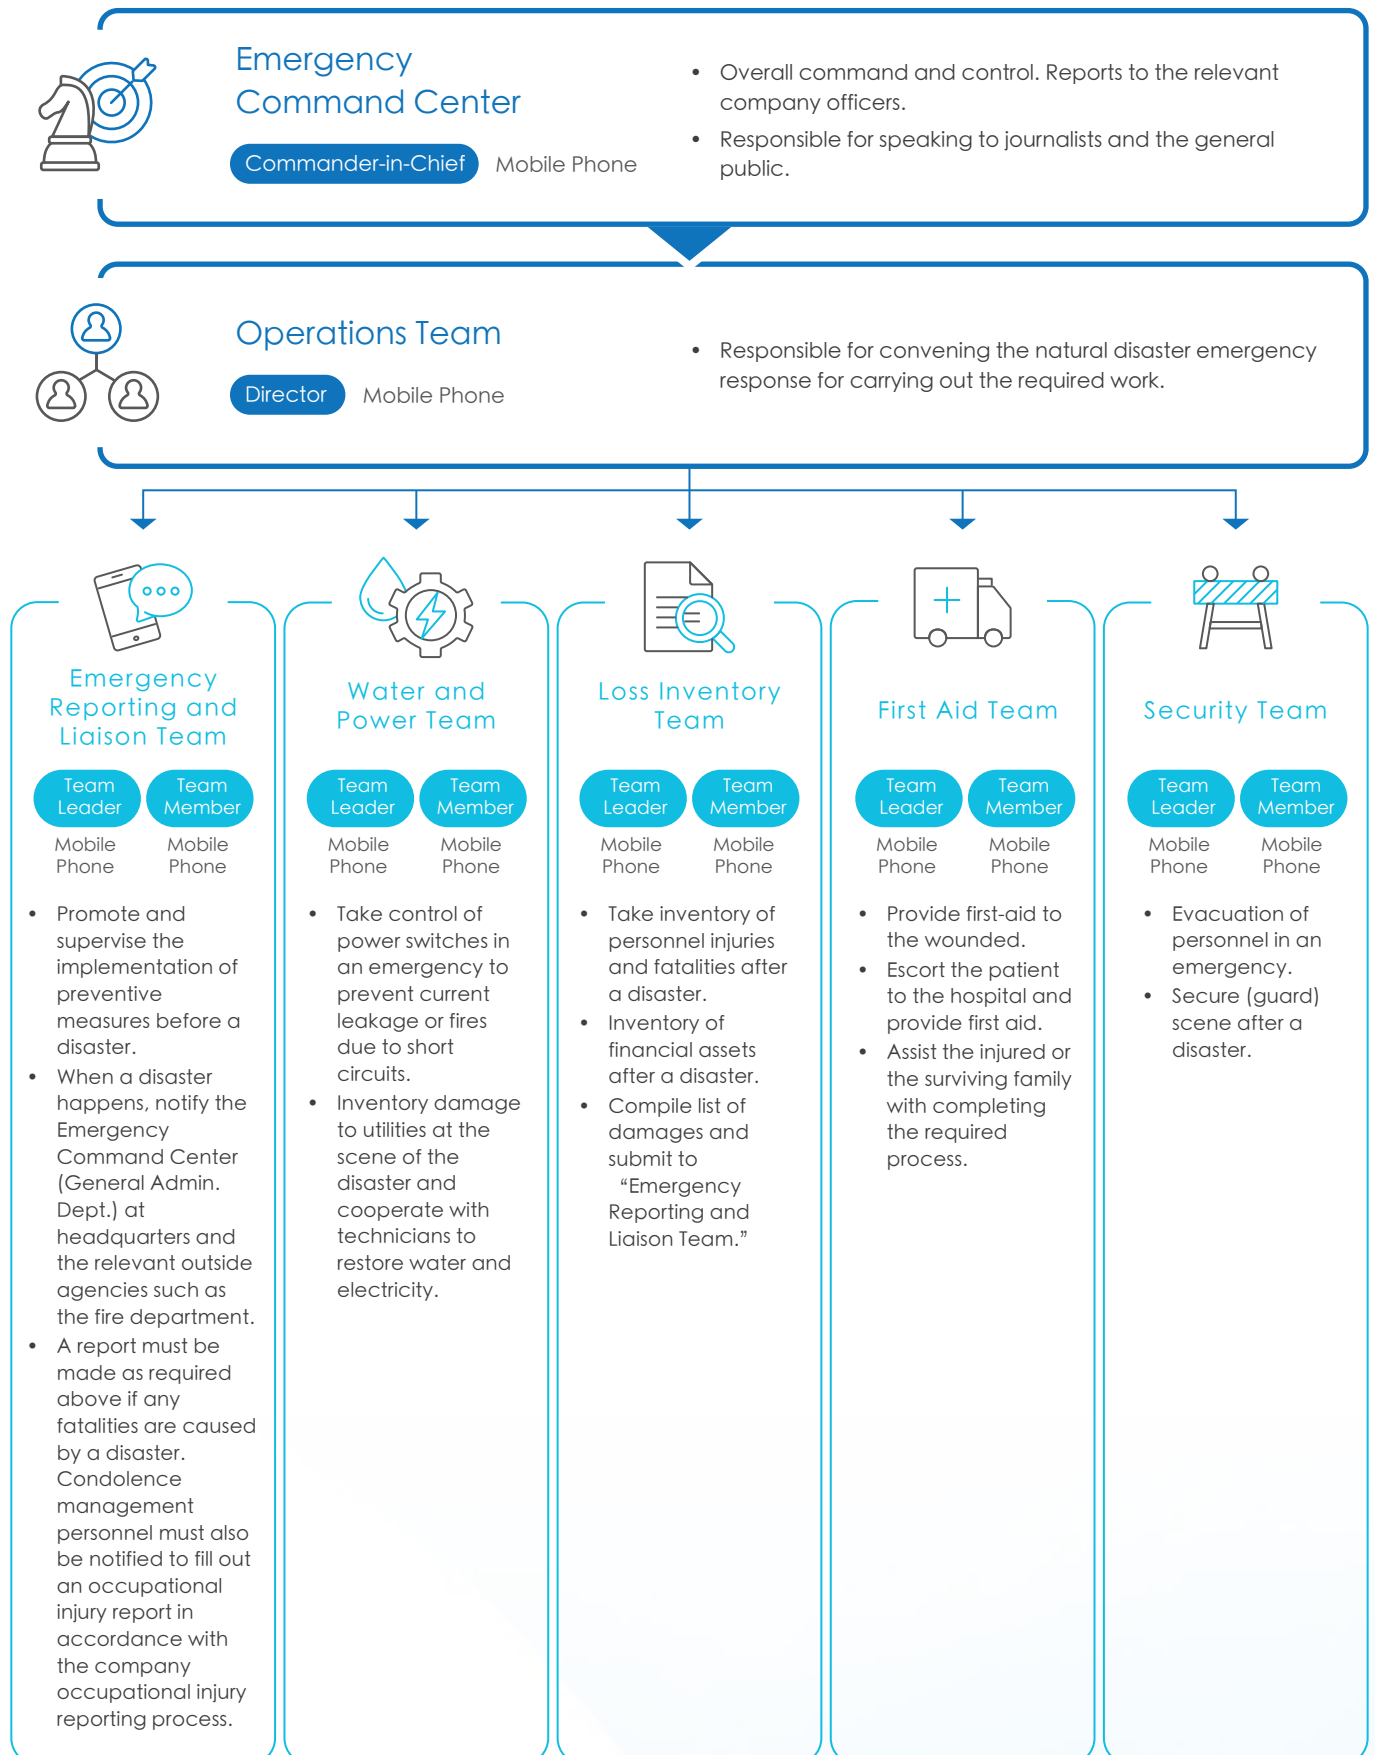 Emergency
Command Center
Commander-in-Chief Mobile Phone
• Overall command and control. Reports to the relevant
company officers.
• Responsible for speaking to journalists and the general
public.
Operations Team
Director Mobile Phone
• Responsible for convening the natural disaster emergency
response for carrying out the required work.
Emergency
Reporting and
Liaison Team
Team
Leader
Team
Member
Mobile
Phone
Mobile
Phone
• Promote and
supervise the
implementation of
preventive
measures before a
disaster.
• When a disaster
happens, notify the
Emergency
Command Center
(General Admin.
Dept.) at
headquarters and
the relevant outside
agencies such as
the fire department.
• A report must be
made as required
above if any
fatalities are caused
by a disaster.
Condolence
management
personnel must also
be notified to fill out
an occupational
injury report in
accordance with
the company
occupational injury
reporting process.
Water and
Power Team
Team
Leader
Team
Member
Mobile
Phone
Mobile
Phone
• Take control of
power switches in
an emergency to
prevent current
leakage or fires
due to short
circuits.
• Inventory damage
to utilities at the
scene of the
disaster and
cooperate with
technicians to
restore water and
electricity.
Loss Inventory
Team
Team
Leader
Team
Member
Mobile
Phone
Mobile
Phone
• Take inventory of
personnel injuries
and fatalities after
a disaster.
• Inventory of
financial assets
after a disaster.
• Compile list of
damages and
submit to
“Emergency
Reporting and
Liaison Team.”
First Aid Team
Team
Leader
Team
Member
Mobile
Phone
Mobile
Phone
• Provide first-aid to
the wounded.
• Escort the patient
to the hospital and
provide first aid.
• Assist the injured or
the surviving family
with completing
the required
process.
Security Team
Team
Leader
Team
Member
Mobile
Phone
Mobile
Phone
• Evacuation of
personnel in an
emergency.
• Secure (guard)
scene after a
disaster.